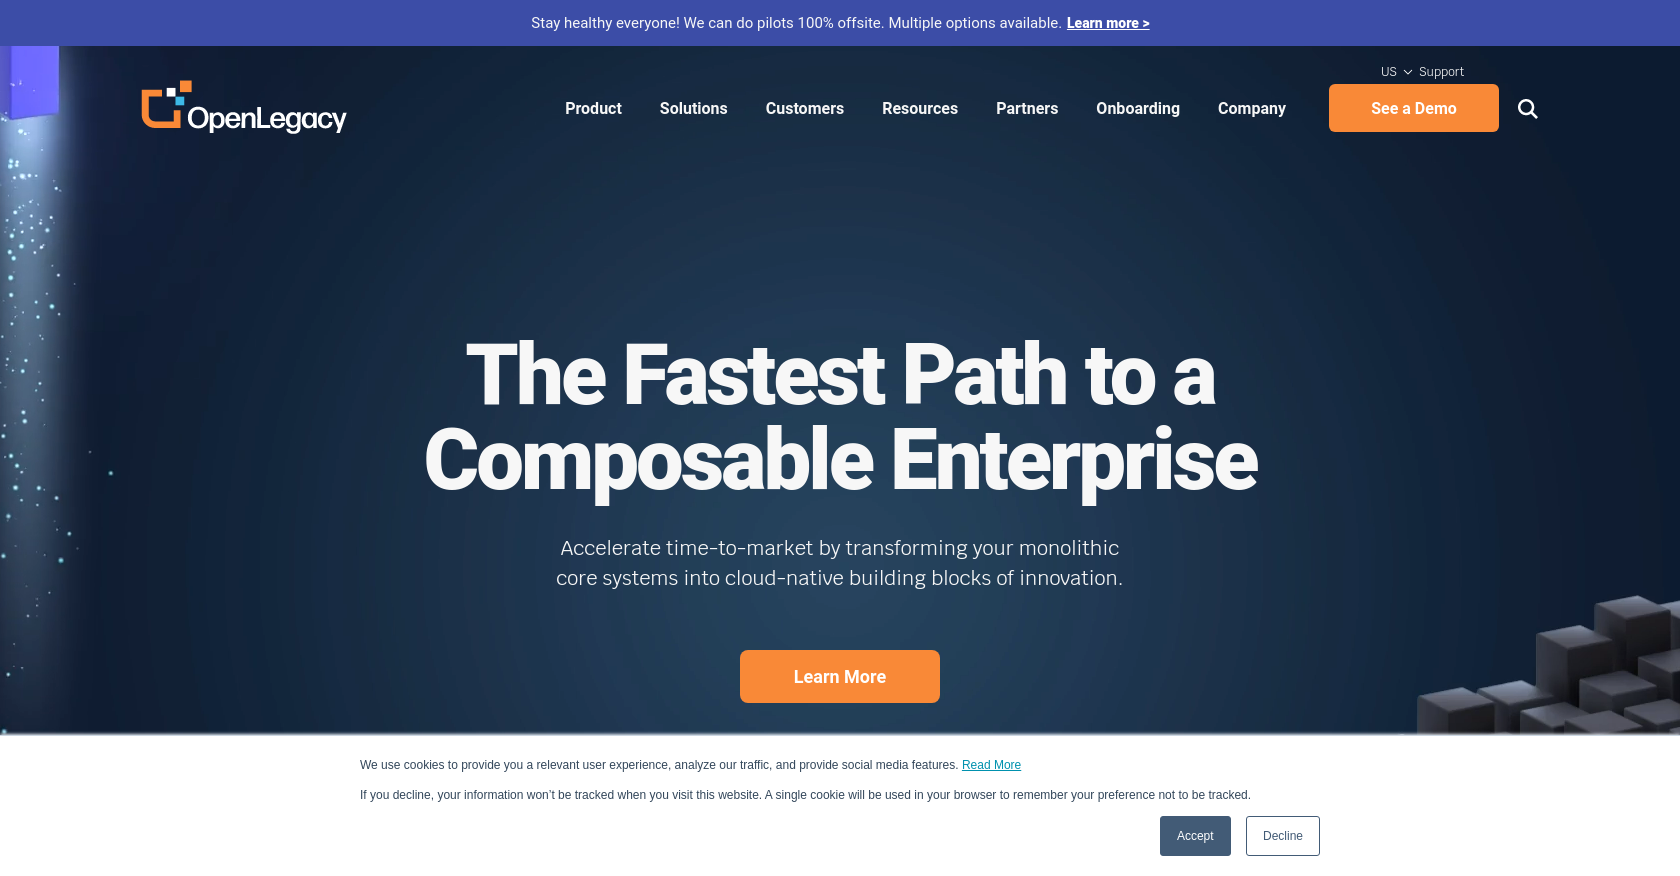 Stay healthy everyone! We can do pilots 100% offsite. Multiple options available. Learn more >
US Support
OpenLegacy
Product Solutions Customers Resources Partners Onboarding Company See a Demo
The Fastest Path to a
Composable Enterprise
Accelerate time-to-market by transforming your monolithic
core systems into cloud-native building blocks of innovation.
Learn More
We use cookies to provide you a relevant user experience, analyze our traffic, and provide social media features. Read More
If you decline, your information won’t be tracked when you visit this website. A single cookie will be used in your browser to remember your preference not to be tracked.
Accept Decline